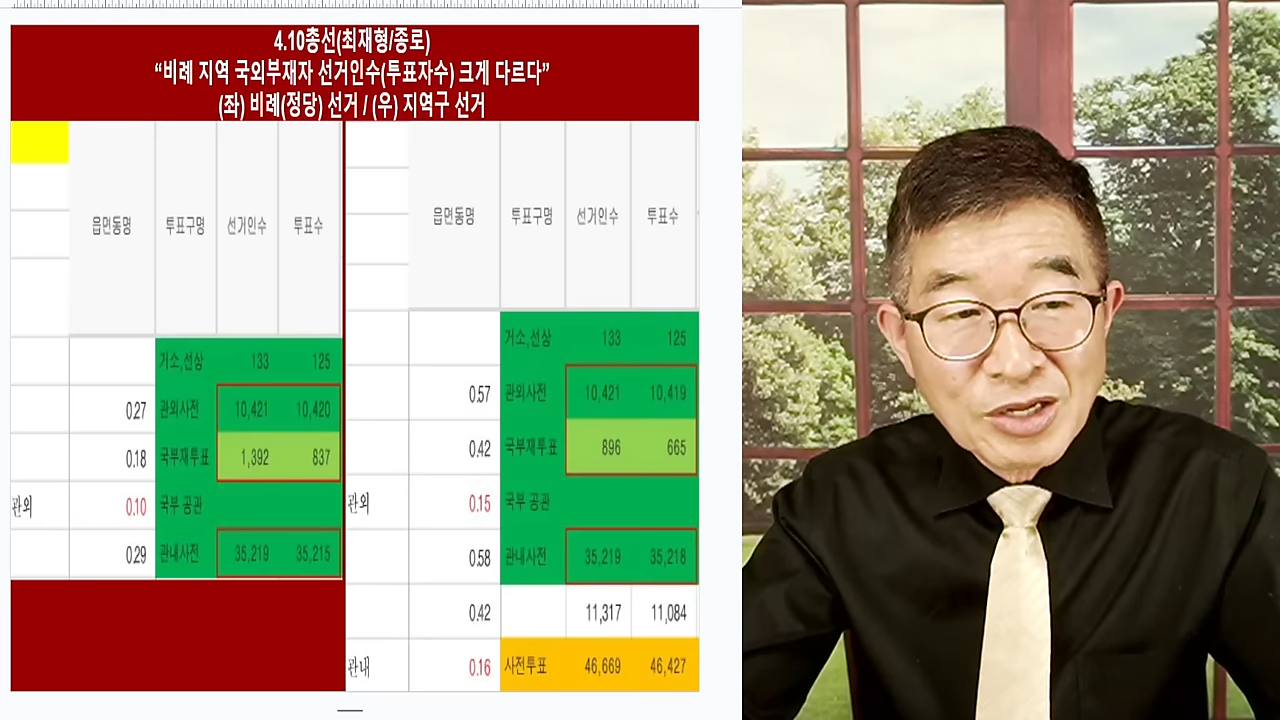 4.10총선(최재형/종로)
“비례 지역 국외부재자 선거인수(투표자수) 크게 다르다”
(좌) 비례(정당) 선거 / (우) 지역구 선거
읍면동명 투표구명 선거인수 투표수
거소,선상 133 125
0.27 관외사전 10,421 10,420
0.18 국부재투표 1,392 837
관외 0.10 국부 공관
0.29 관내사전 35,219 35,215
읍면동명 투표구명 선거인수 투표수
거소,선상 133 125
0.57 관외사전 10,421 10,419
0.42 국부재투표 896 665
관외 0.15 국부 공관
0.58 관내사전 35,219 35,218
0.42 11,317 11,084
관내 0.16 사전투표 46,669 46,427